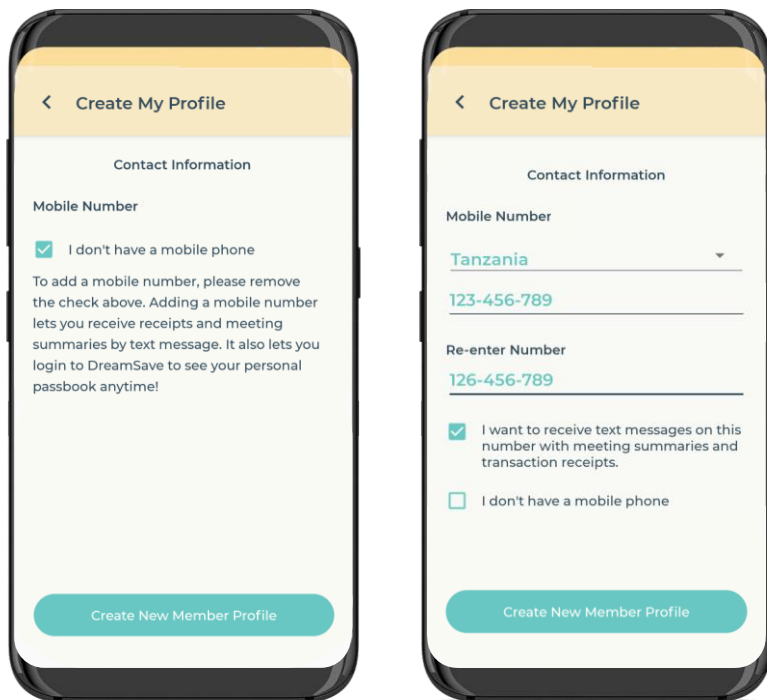 Create My Profile
Contact Information
Mobile Number
I don't have a mobile phone
To add a mobile number, please remove
the check above. Adding a mobile number
lets you receive receipts and meeting
summaries by text message. It also lets you
login to DreamSave to see your personal
passbook anytime!
Create New Member Profile
Create My Profile
Contact Information
Mobile Number
Tanzania
123-456-789
Re-enter Number
126-456-789
I want to receive text messages on this
number with meeting summaries and
transaction receipts.
I don't have a mobile phone
Create New Member Profile